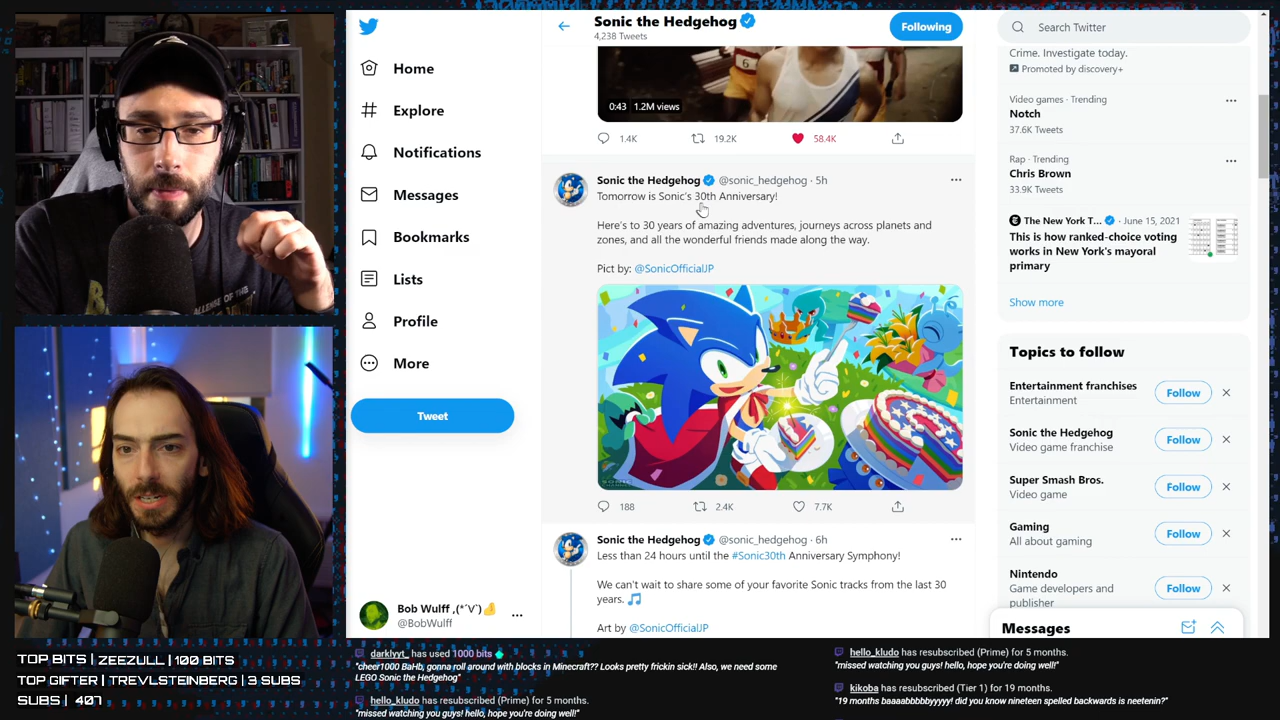 Home
Explore
Notifications
Messages
Bookmarks
Lists
Profile
More
Tweet
Bob Wulff ,(*´∀`)
@BobWulff
Sonic the Hedgehog
4,238 Tweets
Following
0:43 1.2M views
1.4K 19.2K 58.4K
Sonic the Hedgehog @sonic_hedgehog · 5h
Tomorrow is Sonic's 30th Anniversary!
Here's to 30 years of amazing adventures, journeys across planets and
zones, and all the wonderful friends made along the way.
Pict by: @SonicOfficialJP
188 2.4K 7.7K
Sonic the Hedgehog @sonic_hedgehog · 6h
Less than 24 hours until the #Sonic30th Anniversary Symphony!
We can't wait to share some of your favorite Sonic tracks from the last 30
years. 🎵
Art by @SonicOfficialJP
Search Twitter
Crime. Investigate today.
Promoted by discovery+
Video games · Trending
Notch
37.6K Tweets
Rap · Trending
Chris Brown
33.9K Tweets
The New York T... · June 15, 2021
This is how ranked-choice voting
works in New York's mayoral
primary
Show more
Topics to follow
Entertainment franchises
Entertainment
Follow
Sonic the Hedgehog
Video game franchise
Follow
Super Smash Bros.
Video game
Follow
Gaming
All about gaming
Follow
Nintendo
Game developers and
publisher
Follow
Messages
TOP BITS | ZEEZULL | 100 BITS
TOP GIFTER | TREVLSTEINBERG | 3 SUBS
SUBS | 407
darklyvt_ has used 1000 bits
"cheer1000 BaHb, gonna roll around with blocks in Minecraft?? Looks pretty frickin sick!! Also, we need some
LEGO Sonic the Hedgehog"
hello_kludo has resubscribed (Prime) for 5 months.
"missed watching you guys! hello, hope you're doing well!"
hello_kludo has resubscribed (Prime) for 5 months.
"missed watching you guys! hello, hope you're doing well!"
kikoba has resubscribed (Tier 1) for 19 months.
"19 months baaabbbbyyyyy! did you know nineteen spelled backwards is neetenin?"